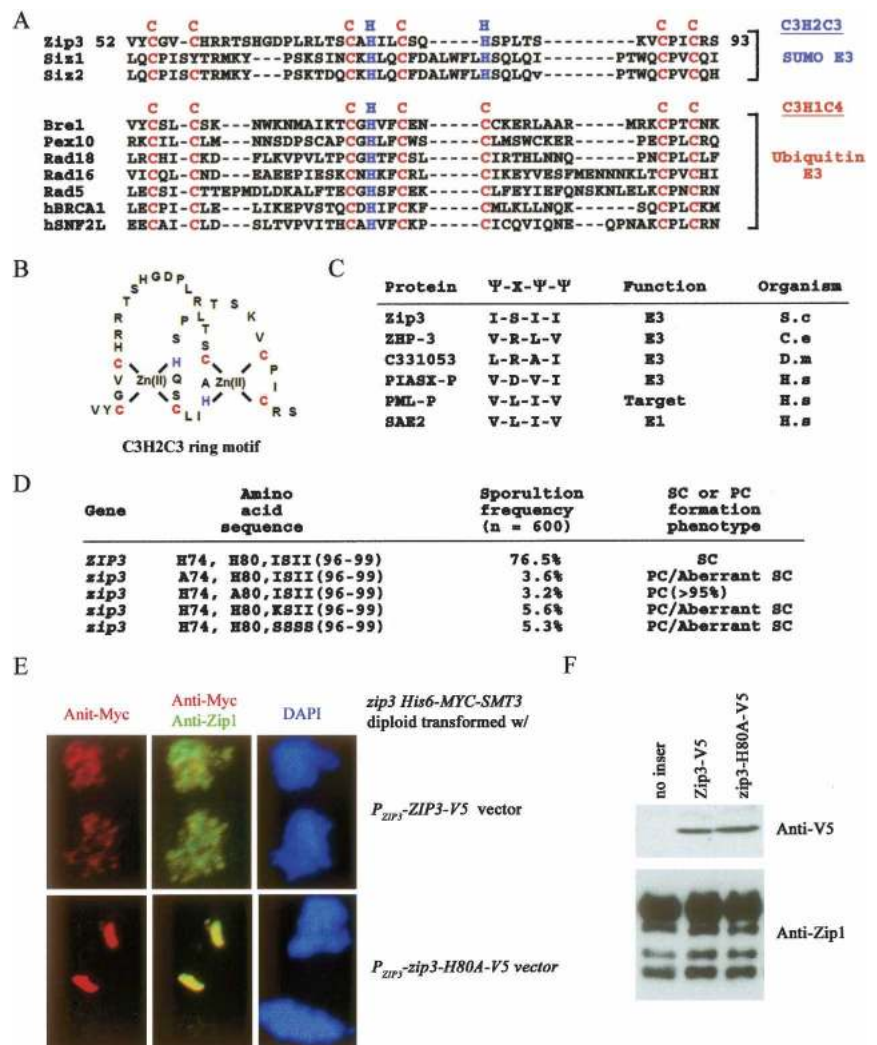 A
C C C H C H C C C3H2C3
Zip3 52 VYCGV-CHRRTSHGDPLRLTSCAHILCSQ------HSPLTS-------KVCPICRS 93
Siz1 LQCPISYTRMKY---PSKSINCKHLQCFDALWFLHSQLQI------PTWQCPVCQI SUMO E3
Siz2 LQCPISCTRMKY---PSKTDQCKHLQCFDALWFLHSQLQv------PTWQCPVCQH
C C C H C C C C C3H1C4
Bre1 VYCSL-CSK---NWKNMAIKTCGHVFCEN------CCKERLAAR----MRKCPTCNK
Pex10 RKCIL-CLM---NNSDPSCAPCGHLFCWS------CLMSWCKER------PECPLCRQ
Rad18 LRCHI-CKD---FLKVPVLTPCGHTFCSL------CIRTHLNNQ------PNCPLCLF Ubiquitin
Rad16 VICQL-CND---EAEEPIESKCNHKFCRL------CIKEYVESFMENNNKLTCPVCHI E3
Rad5 LECSI-CTTEPMDLDKALFTECGHSFCEK------CLFEYIEFQNSKNLELKCPNCRN
hBRCA1 LECPI-CLE---LIKEPVSTQCDHIFCKF------CMLKLLNQK------SQCPLCKM
hSNF2L EECAI-CLD---SLTVPVITHCAHVFCKP------CICQVIQNE---QPNAKCPLCRN
B
VYCGVCHRRTSHGDPLRLTSCAHILCSQHSPLTSKVCPICRS
Zn(II) Zn(II)
C3H2C3 ring motif
C
Protein Ψ-X-Ψ-Ψ Function Organism
Zip3 I-S-I-I E3 S.c
ZHP-3 V-R-L-V E3 C.e
C331053 L-R-A-I E3 D.m
PIASX-P V-D-V-I E3 H.s
PML-P V-L-I-V Target H.s
SAE2 V-L-I-V E1 H.s
D
Gene Amino acid sequence Sporultion frequency (n = 600) SC or PC formation phenotype
ZIP3 H74, H80,ISII(96-99) 76.5% SC
zip3 A74, H80,ISII(96-99) 3.6% PC/Aberrant SC
zip3 H74, A80,ISII(96-99) 3.2% PC(>95%)
zip3 H74, H80,KSII(96-99) 5.6% PC/Aberrant SC
zip3 H74, H80,SSSS(96-99) 5.3% PC/Aberrant SC
E
Anit-Myc
Anti-Myc
Anti-Zip1
DAPI
zip3 His6-MYC-SMT3
diploid transformed w/
PZIP3-ZIP3-V5 vector
PZIP3-zip3-H80A-V5 vector
F
no inser
Zip3-V5
zip3-H80A-V5
Anti-V5
Anti-Zip1